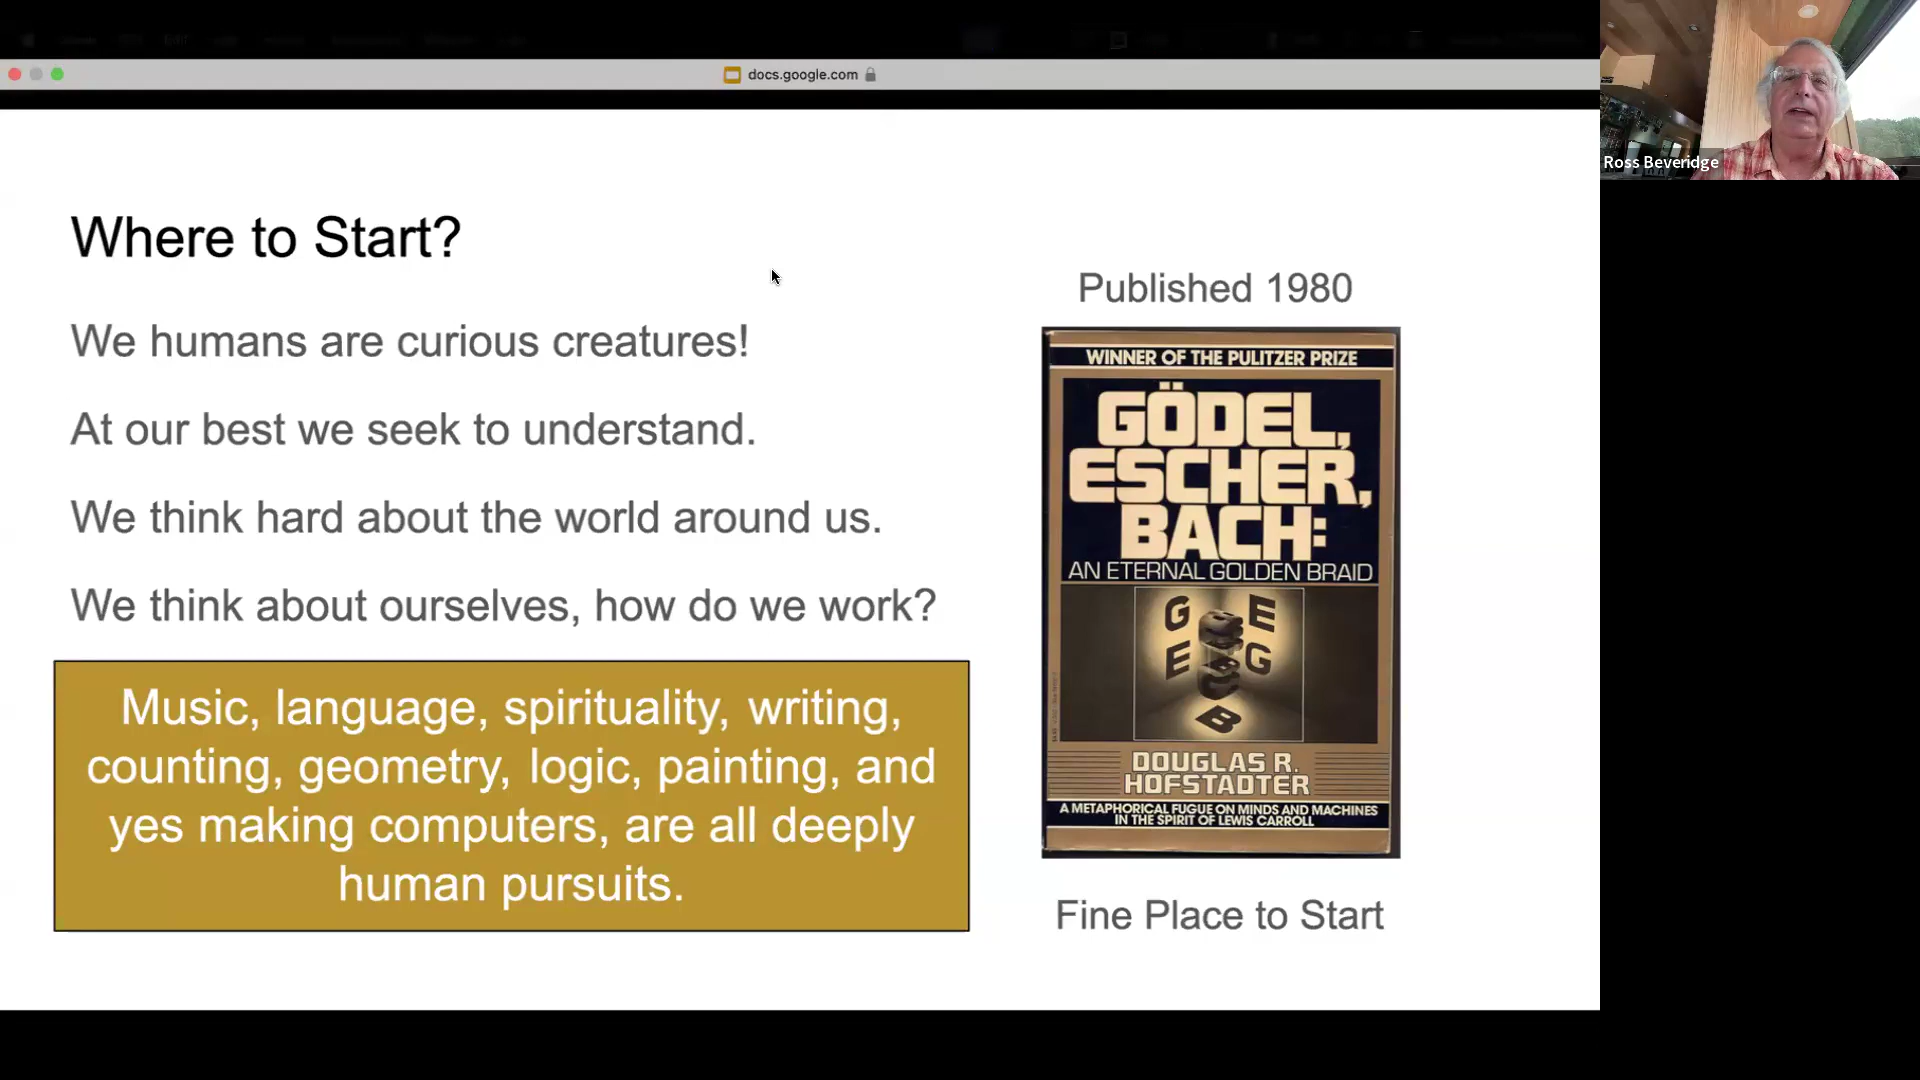 Edit
docs.google.com
Ross Beveridge
Where to Start?
We humans are curious creatures!
At our best we seek to understand.
We think hard about the world around us.
We think about ourselves, how do we work?
Music, language, spirituality, writing,
counting, geometry, logic, painting, and
yes making computers, are all deeply
human pursuits.
Published 1980
WINNER OF THE PULITZER PRIZE
GÖDEL,
ESCHER,
BACH:
AN ETERNAL GOLDEN BRAID
G E
E G
B
DOUGLAS R.
HOFSTADTER
A METAPHORICAL FUGUE ON MINDS AND MACHINES
IN THE SPIRIT OF LEWIS CARROLL
Fine Place to Start